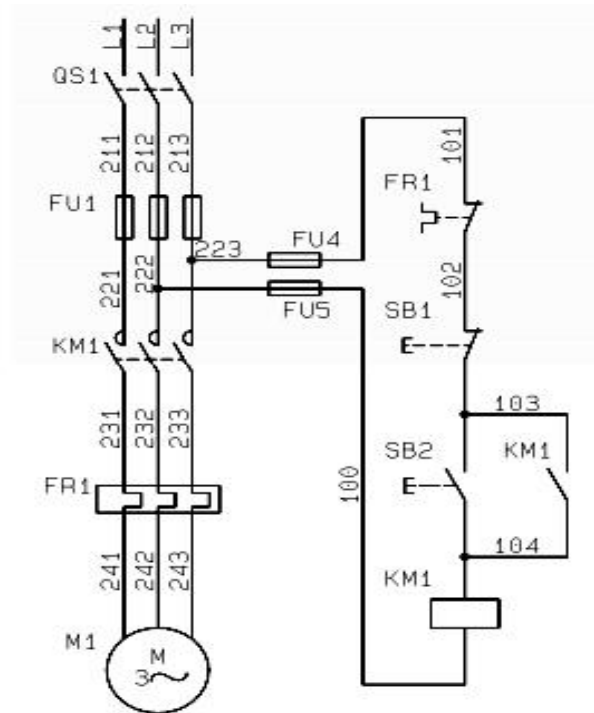 L1 L2 L3
QS1
211 212 213
101
FU1
FR1
223
FU4
221 222
102
FU5
SB1
KM1
231 232 233
103
SB2
KM1
100
FR1
104
241 242 243
KM1
M1
M
3~